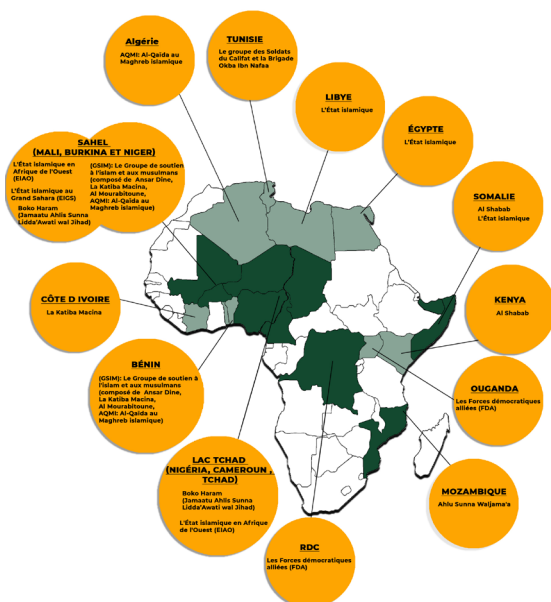 Algérie
AQMI: Al-Qaïda au
Maghreb islamique
TUNISIE
Le groupe des Soldats
du Califat et la Brigade
Okba Ibn Nafaa
LIBYE
L'État islamique
ÉGYPTE
L'État islamique
SAHEL
(MALI, BURKINA ET NIGER)
L'État islamique en
Afrique de l'Ouest
(EIAO)
L'État islamique au
Grand Sahara (EIGS)
Boko Haram
(Jamaatu Ahlis Sunna
Lidda'Awati wal Jihad)
(GSIM): Le Groupe de soutien
à l'islam et aux musulmans
(composé de Ansar Dine,
La Katiba Macina,
Al Mourabitoune,
AQMI: Al-Qaïda au
Maghreb islamique)
SOMALIE
Al Shabab
L'État islamique
CÔTE D IVOIRE
La Katiba Macina
KENYA
Al Shabab
BÉNIN
(GSIM): Le Groupe de soutien à
l'islam et aux musulmans
(composé de Ansar Dine,
La Katiba Macina,
Al Mourabitoune,
AQMI: Al-Qaïda au
Maghreb islamique)
OUGANDA
Les Forces démocratiques
alliées (FDA)
LAC TCHAD
(NIGÉRIA, CAMEROUN ,
TCHAD)
Boko Haram
(Jamaatu Ahlis Sunna
Lidda'Awati wal Jihad)
L'État islamique en Afrique
de l'Ouest (EIAO)
MOZAMBIQUE
Ahlu Sunna Waljama'a
RDC
Les Forces démocratiques
alliées (FDA)